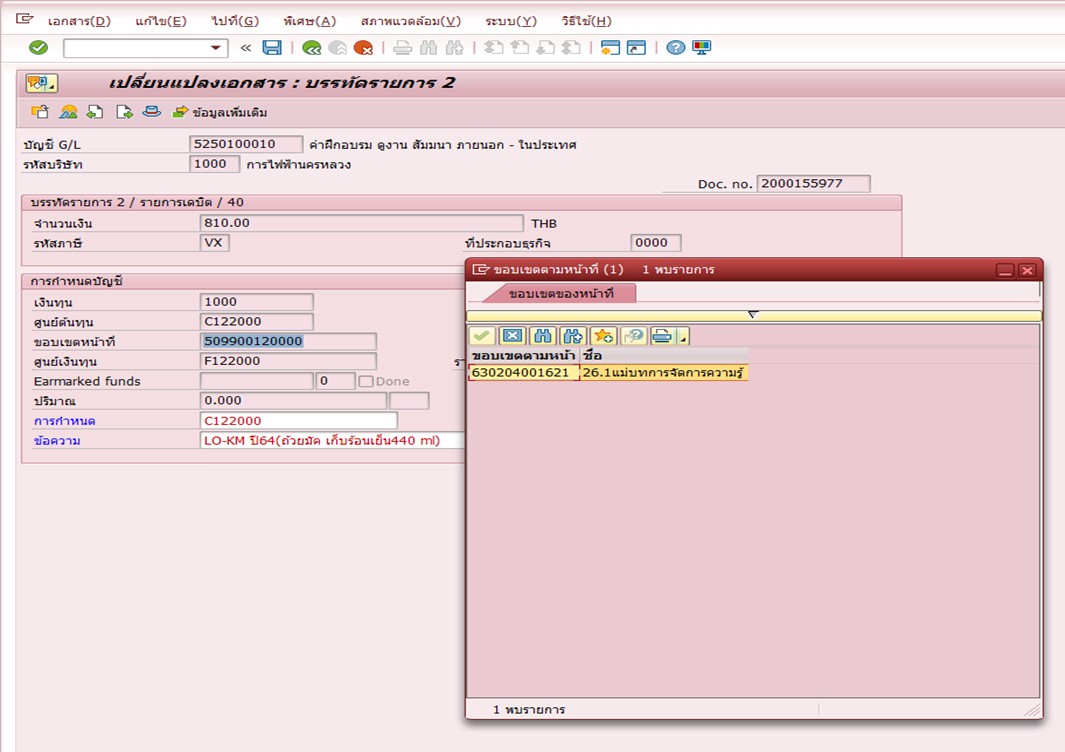 เอกสาร(D) แก้ไข(E) ไปที่(G) พิเศษ(A) สภาพแวดล้อม(V) ระบบ(Y) วิธีใช้(H)
เปลี่ยนแปลงเอกสาร : บรรทัดรายการ 2
ข้อมูลเพิ่มเติม
บัญชี G/L 5250100010 ค่าฝึกอบรม ดูงาน สัมมนา ภายนอก - ในประเทศ
รหัสบริษัท 1000 การไฟฟ้านครหลวง
Doc. no. 2000155977
บรรทัดรายการ 2 / รายการเดบิต / 40
จำนวนเงิน 810.00 THB
รหัสภาษี VX ที่ประกอบธุรกิจ 0000
การกำหนดบัญชี
เงินทุน 1000
ศูนย์ต้นทุน C122000
ขอบเขตหน้าที่ 509900120000
ศูนย์เงินทุน F122000
Earmarked funds 0 Done
ปริมาณ 0.000
การกำหนด C122000
ข้อความ LO-KM ปี64(ถ้วยมัค เก็บร้อนเย็น440 ml)
ขอบเขตตามหน้าที่ (1) 1 พบรายการ
ขอบเขตของหน้าที่
ขอบเขตตามหน้า ชื่อ
630204001621 26.1แม่บทการจัดการความรู้
1 พบรายการ